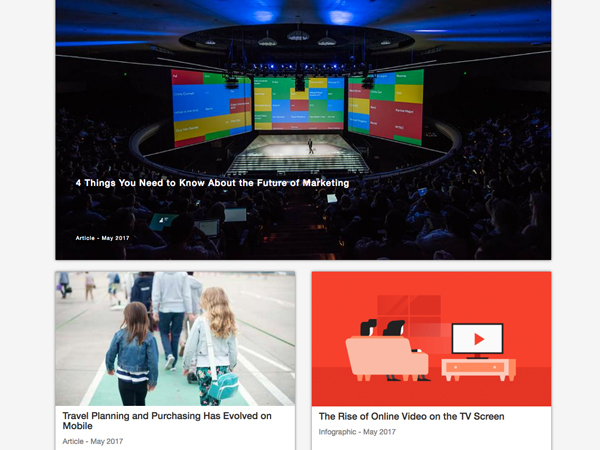 4 Things You Need to Know About the Future of Marketing
Article - May 2017
Travel Planning and Purchasing Has Evolved on
Mobile
Article - May 2017
The Rise of Online Video on the TV Screen
Infographic - May 2017